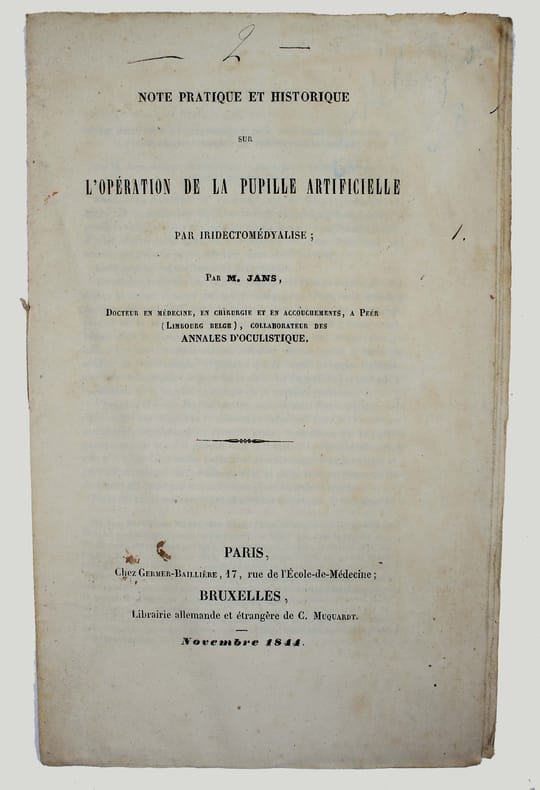 — 2 —
NOTE PRATIQUE ET HISTORIQUE
SUR
L'OPÉRATION DE LA PUPILLE ARTIFICIELLE
PAR IRIDECTOMÉDYALISE ;
1.
PAR M. JANS,
DOCTEUR EN MÉDECINE, EN CHIRURGIE ET EN ACCOUCHEMENTS, A PEÉR
(LIMBOURG BELGE), COLLABORATEUR DES
ANNALES D'OCULISTIQUE.
PARIS,
Chez GERMER-BAILLIÈRE, 17, rue de l'École-de-Médecine ;
BRUXELLES,
Librairie allemande et étrangère de C. MUQUARDT.
Novembre 1844.